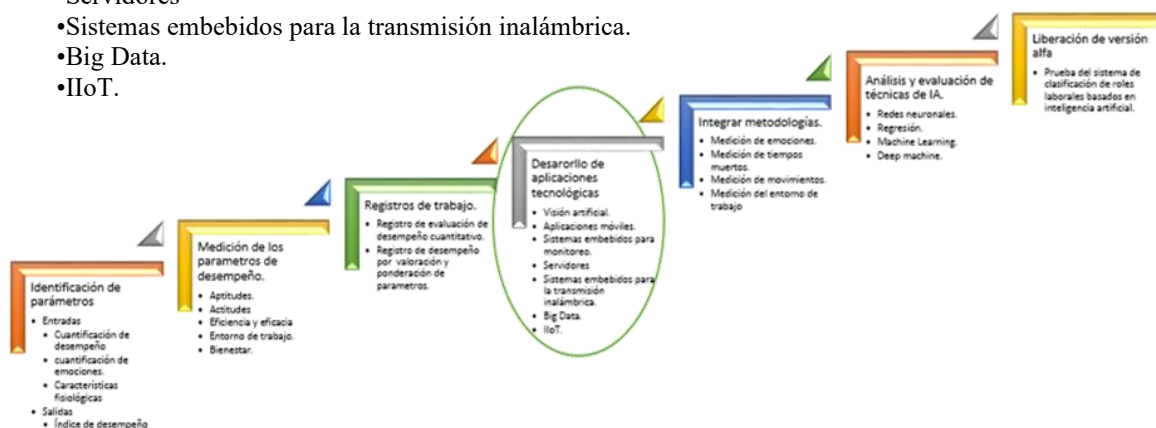 •Servidores
•Sistemas embebidos para la transmisión inalámbrica.
•Big Data.
•IIoT.
Identificación de
parámetros
• Entradas
• Cuantificación de
desempeño
• cuantificación de
emociones.
• Características
fisiológicas
• Salidas
• Índice de desempeño
Medición de los
parametros de
desempeño.
• Aptitudes.
• Actitudes
• Eficiencia y eficacia
• Entorno de trabajo.
• Bienestar.
Registros de trabajo.
• Registro de evaluación de
desempeño cuantitativo.
• Registro de desempeño
por valoración y
ponderación de
parametros.
Desarorllo de
aplicaciones
tecnológicas
• Visión artificial.
• Aplicaciones móviles.
• Sistemas embebidos para
monitoreo.
• Servidores
• Sistemas embebidos para
la transmisión
inalámbrica.
• Big Data.
• IIoT.
Integrar metodologías.
• Medición de emociones.
• Medición de tiempos
muertos.
• Medición de movimientos.
• Medición del entorno de
trabajo
Análisis y evaluación de
técnicas de IA.
• Redes neuronales.
• Regresión.
• Machine Learning.
• Deep machine.
Liberación de versión
alfa
• Prueba del sistema de
clasificación de roles
laborales basados en
inteligencia artificial.